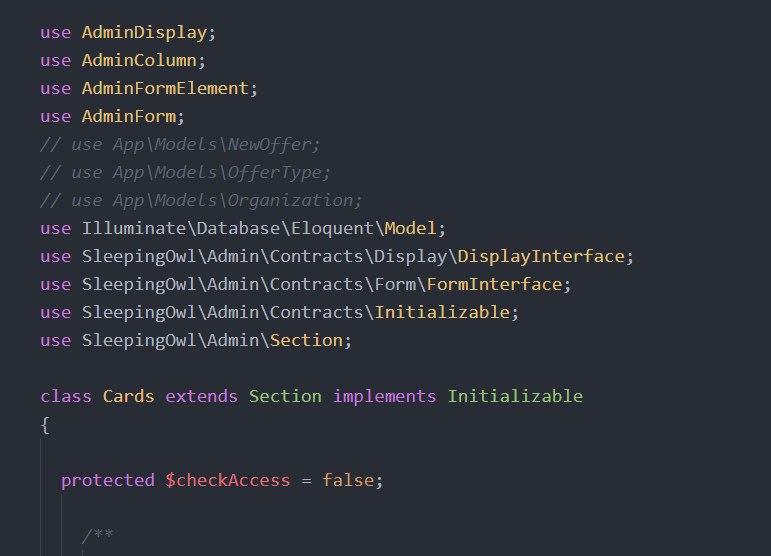 use AdminDisplay;
use AdminColumn;
use AdminFormElement;
use AdminForm;
// use App\Models\NewOffer;
// use App\Models\OfferType;
// use App\Models\Organization;
use Illuminate\Database\Eloquent\Model;
use SleepingOwl\Admin\Contracts\Display\DisplayInterface;
use SleepingOwl\Admin\Contracts\Form\FormInterface;
use SleepingOwl\Admin\Contracts\Initializable;
use SleepingOwl\Admin\Section;
class Cards extends Section implements Initializable
{
protected $checkAccess = false;
/**